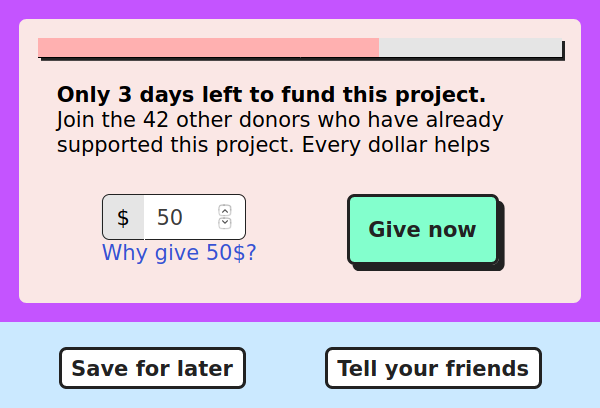 Only 3 days left to fund this project.
Join the 42 other donors who have already
supported this project. Every dollar helps
$ 50
Give now
Why give 50$?
Save for later
Tell your friends